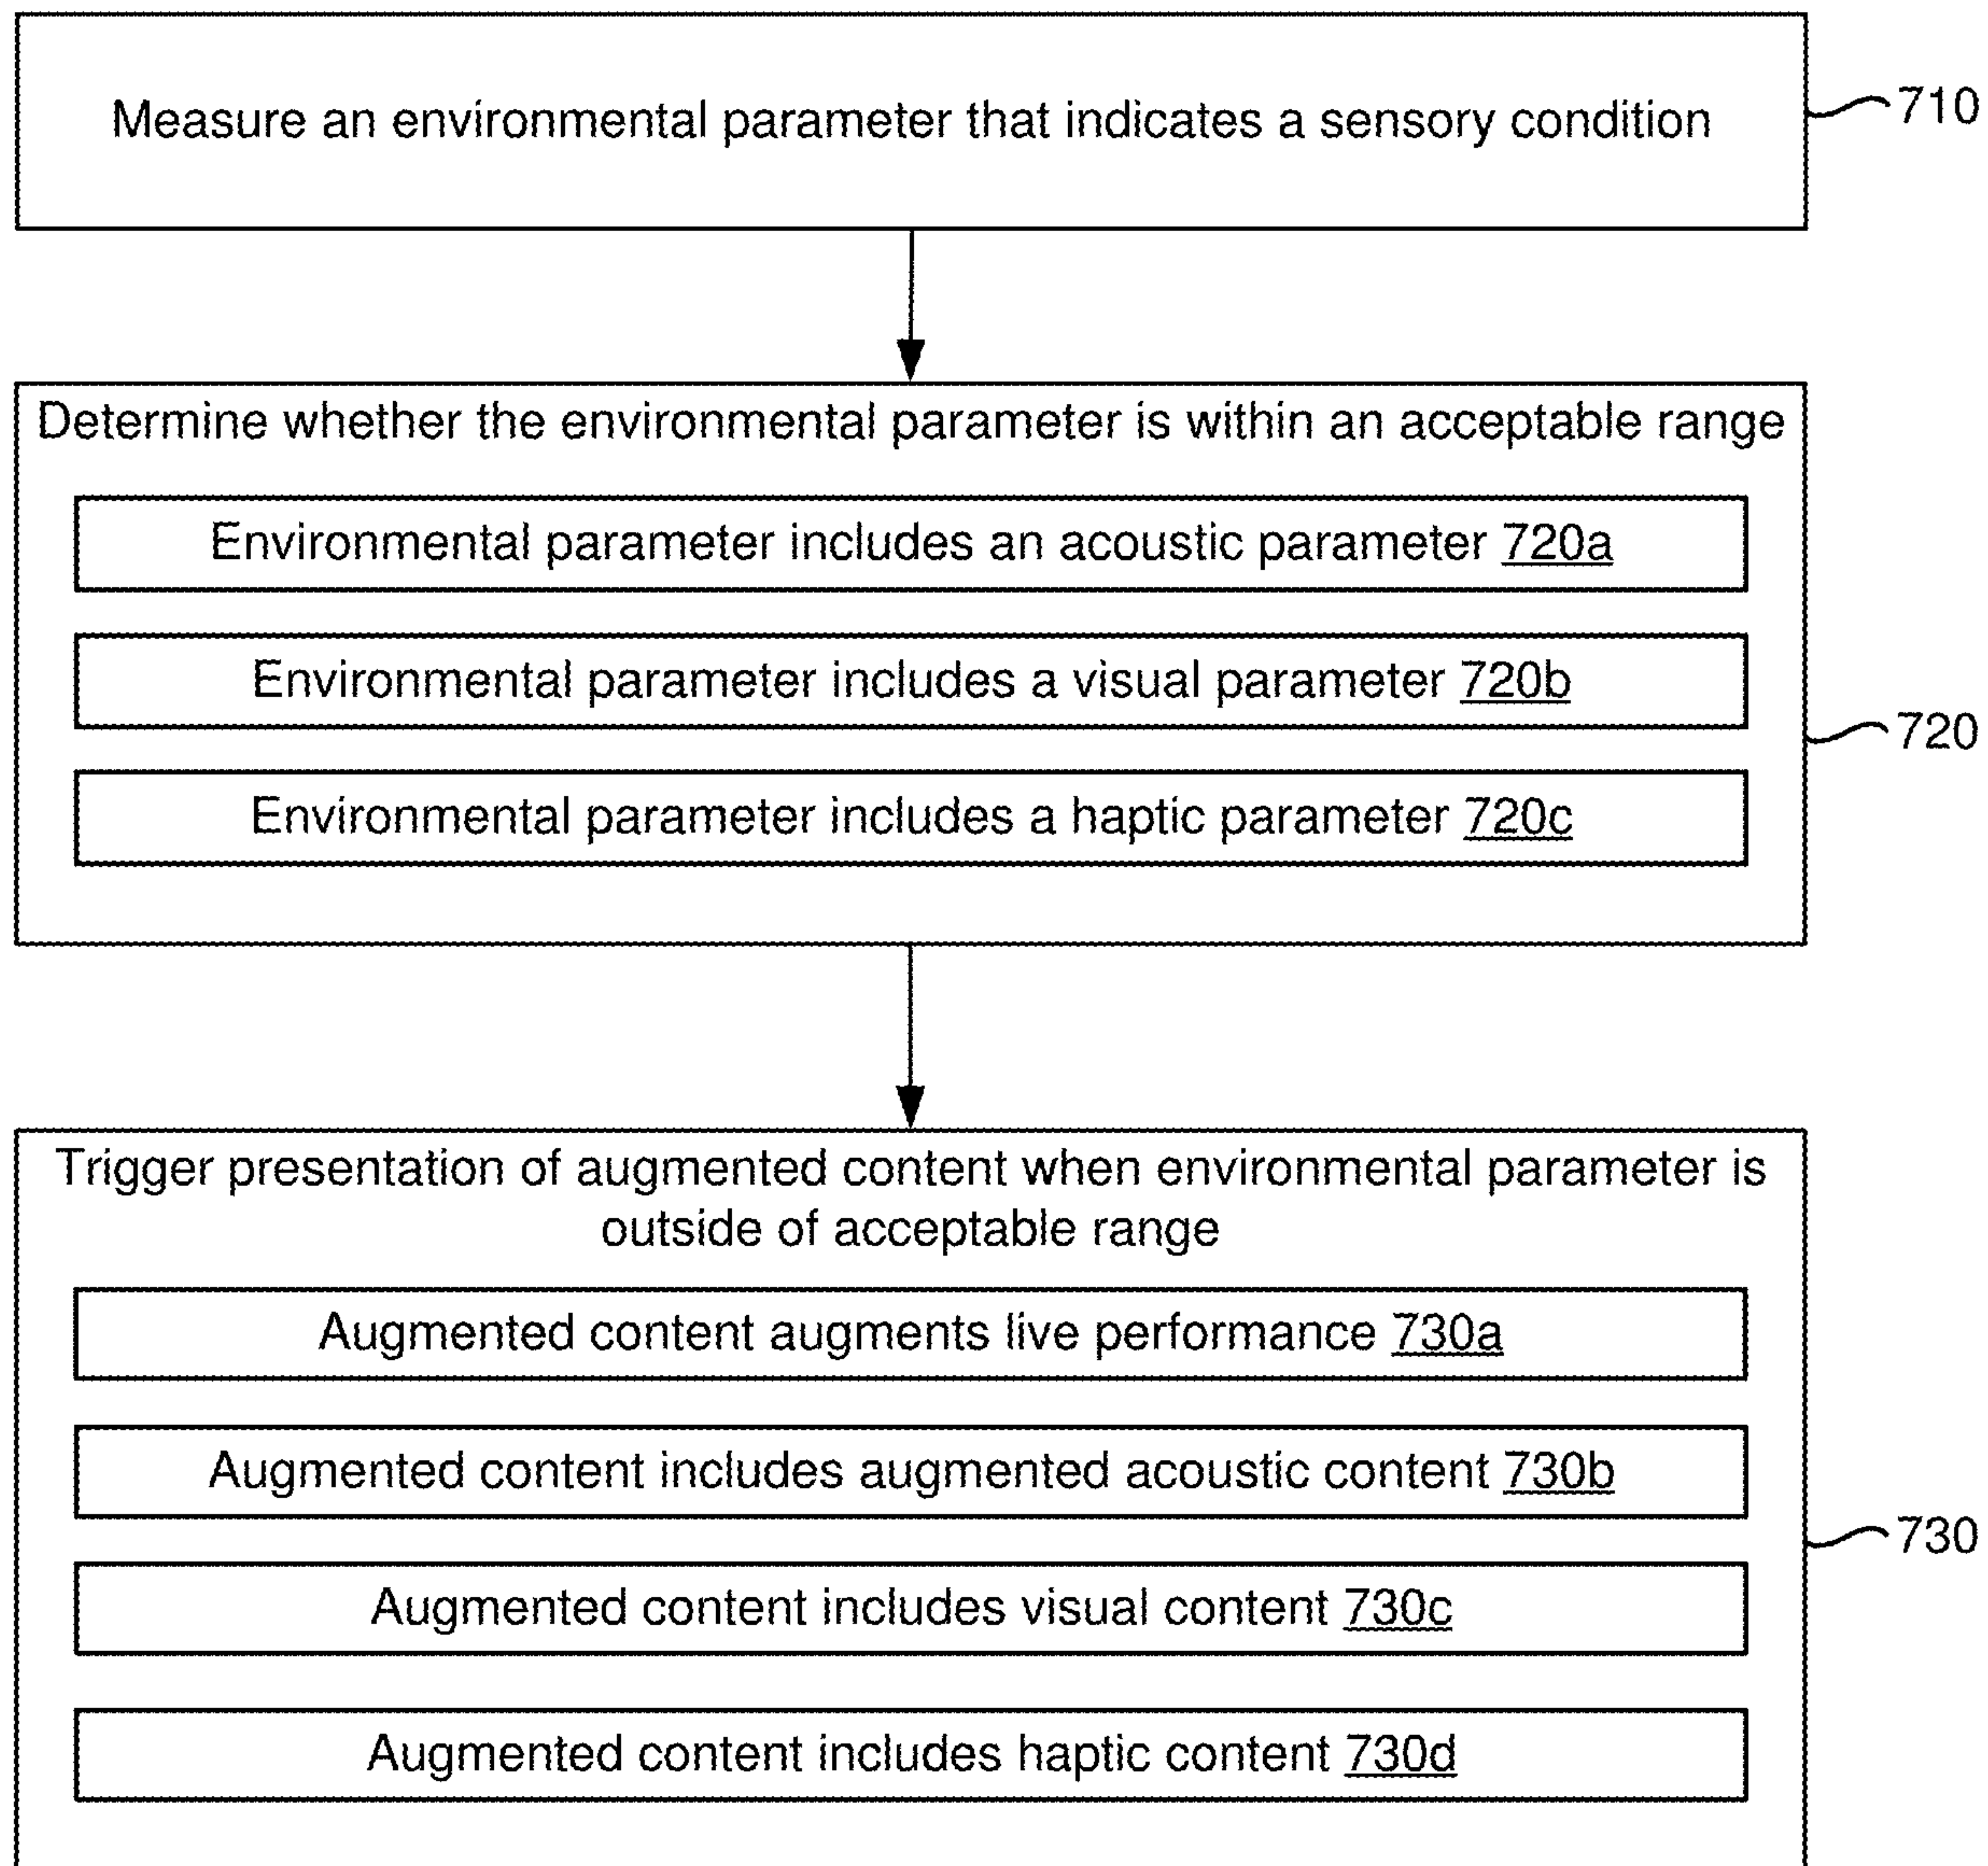 Measure an environmental parameter that indicates a sensory condition
710
Determine whether the environmental parameter is within an acceptable range
Environmental parameter includes an acoustic parameter 720a
Environmental parameter includes a visual parameter 720b
720
Environmental parameter includes a haptic parameter 720c
Trigger presentation of augmented content when environmental parameter is
outside of acceptable range
Augmented content augments live performance 730a
Augmented content includes augmented acoustic content 730b
730
Augmented content includes visual content 730c
Augmented content includes haptic content 730d